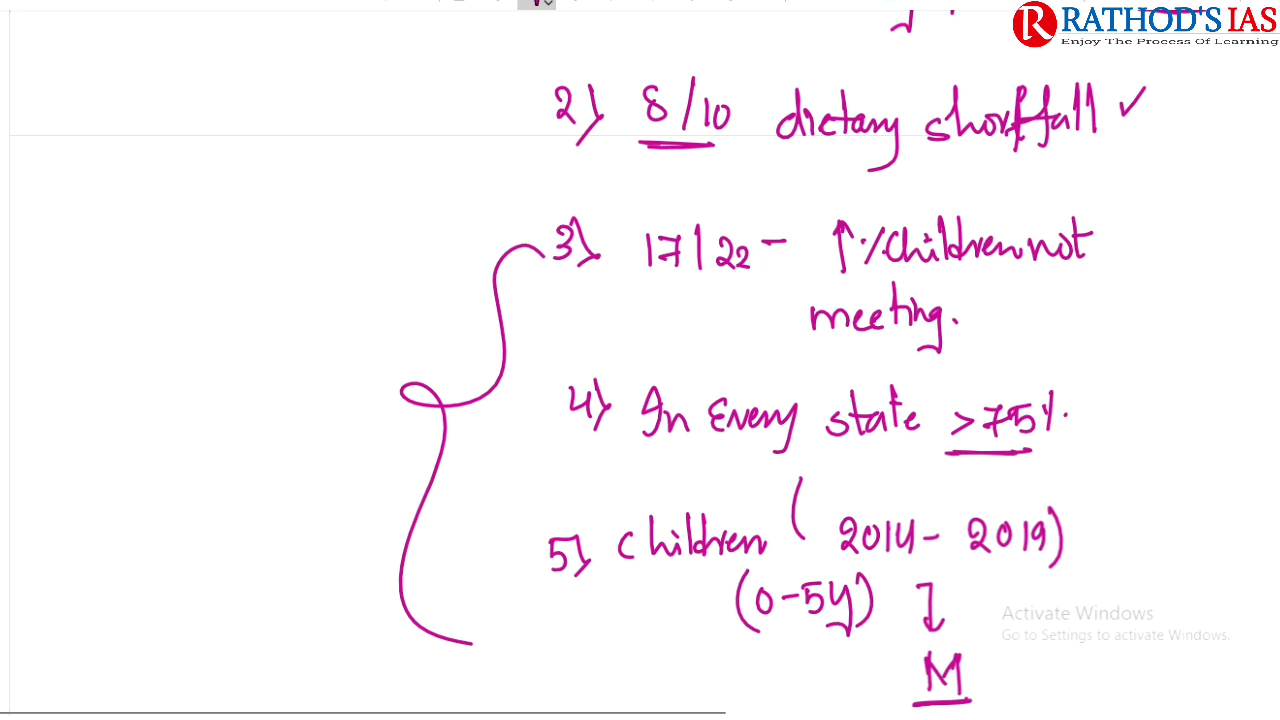 RATHOD'S IAS
Enjoy The Process Of Learning
2) 8/10 dietary shortfall ✓
3) 17/22 - ↑ % children not
meeting.
4) In Every state >75%.
5) children (2014-2019)
(0-5y) ↓
M
Activate Windows
Go to Settings to activate Windows.